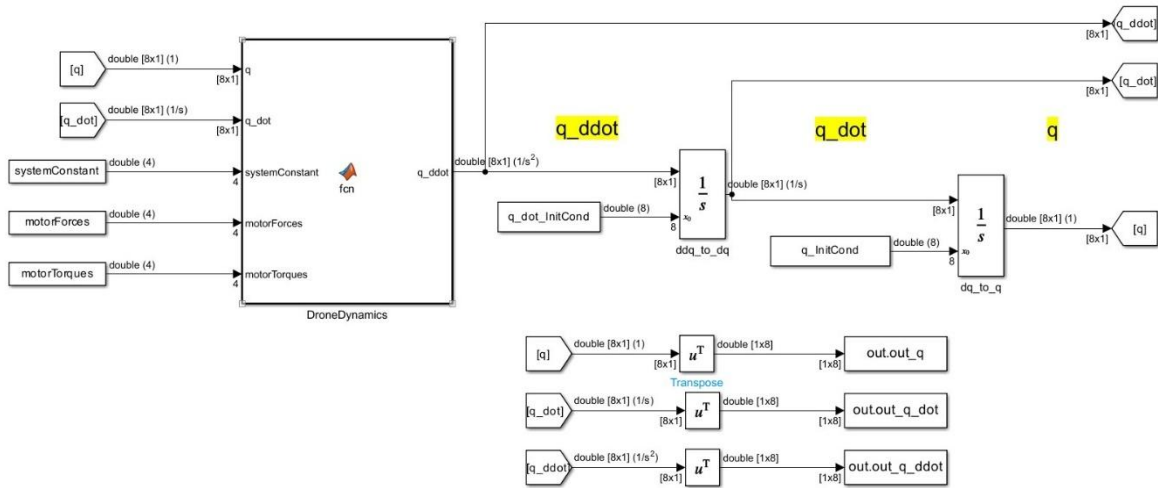 [q_ddot]
[8x1]
[q]
double [8x1] (1)
[8x1]
q
[q_dot]
[8x1]
[q_dot]
double [8x1] (1/s)
[8x1]
q_dot
q_ddot
q_dot
q
systemConstant
double (4)
4
systemConstant
fcn
q_ddot
double [8x1] (1/s²)
[8x1]
1
s
double [8x1] (1/s)
motorForces
double (4)
4
motorForces
q_dot_InitCond
double (8)
8
x₀
ddq_to_dq
[8x1]
1
s
double [8x1] (1)
[8x1]
[q]
motorTorques
double (4)
4
motorTorques
q_InitCond
double (8)
8
x₀
dq_to_q
DroneDynamics
[q]
double [8x1] (1)
[8x1]
uᵀ
double [1x8]
[1x8]
out.out_q
Transpose
[q_dot]
double [8x1] (1/s)
[8x1]
uᵀ
double [1x8]
[1x8]
out.out_q_dot
[q_ddot]
double [8x1] (1/s²)
[8x1]
uᵀ
double [1x8]
[1x8]
out.out_q_ddot